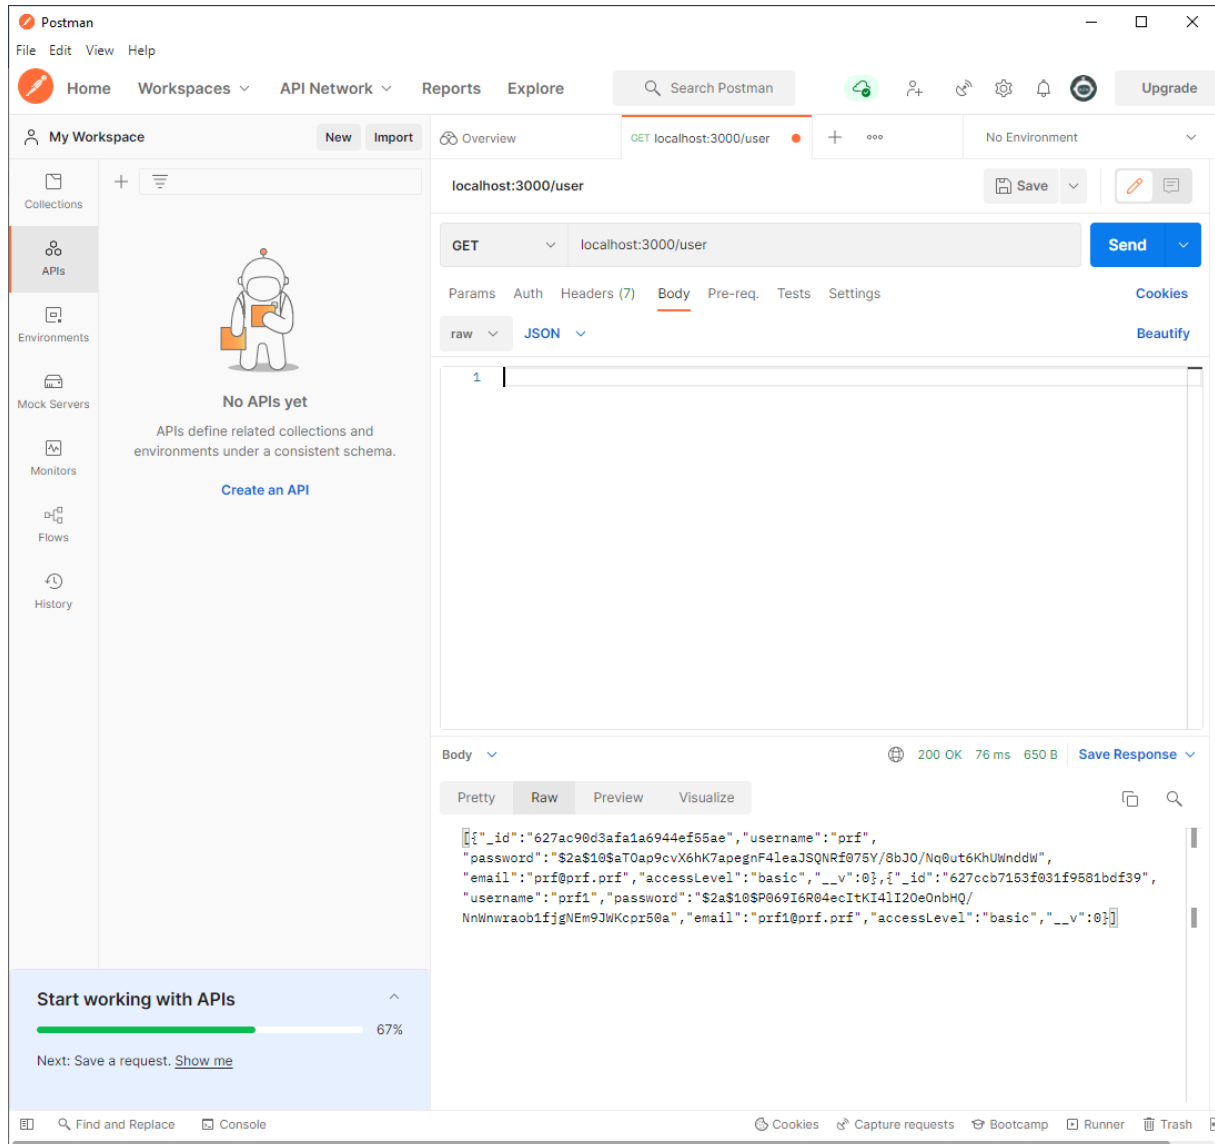 Postman
File Edit View Help
Home Workspaces API Network Reports Explore Search Postman Upgrade
My Workspace New Import Overview GET localhost:3000/user No Environment
localhost:3000/user Save
Collections
GET localhost:3000/user Send
APIs
Params Auth Headers (7) Body Pre-req. Tests Settings Cookies
Environments
raw JSON Beautify
1
Mock Servers
No APIs yet
APIs define related collections and
environments under a consistent schema.
Monitors
Create an API
Flows
History
Body 200 OK 76 ms 650 B Save Response
Pretty Raw Preview Visualize
[{"_id":"627ac90d3afa1a6944ef55ae","username":"prf",
"password":"$2a$10$aTOap9cvX6hK7apegnF4leaJSQNRf075Y/8bJO/Nq0ut6KhUWnddW",
"email":"prf@prf.prf","accessLevel":"basic","__v":0},{"_id":"627ccb7153f031f9581bdf39",
"username":"prf1","password":"$2a$10$P069I6R04ecItKI4lI2OeOnbHQ/
NnWnwraob1fjgNEm9JWKcpr50a","email":"prf1@prf.prf","accessLevel":"basic","__v":0}]
Start working with APIs
67%
Next: Save a request. Show me
Find and Replace Console Cookies Capture requests Bootcamp Runner Trash